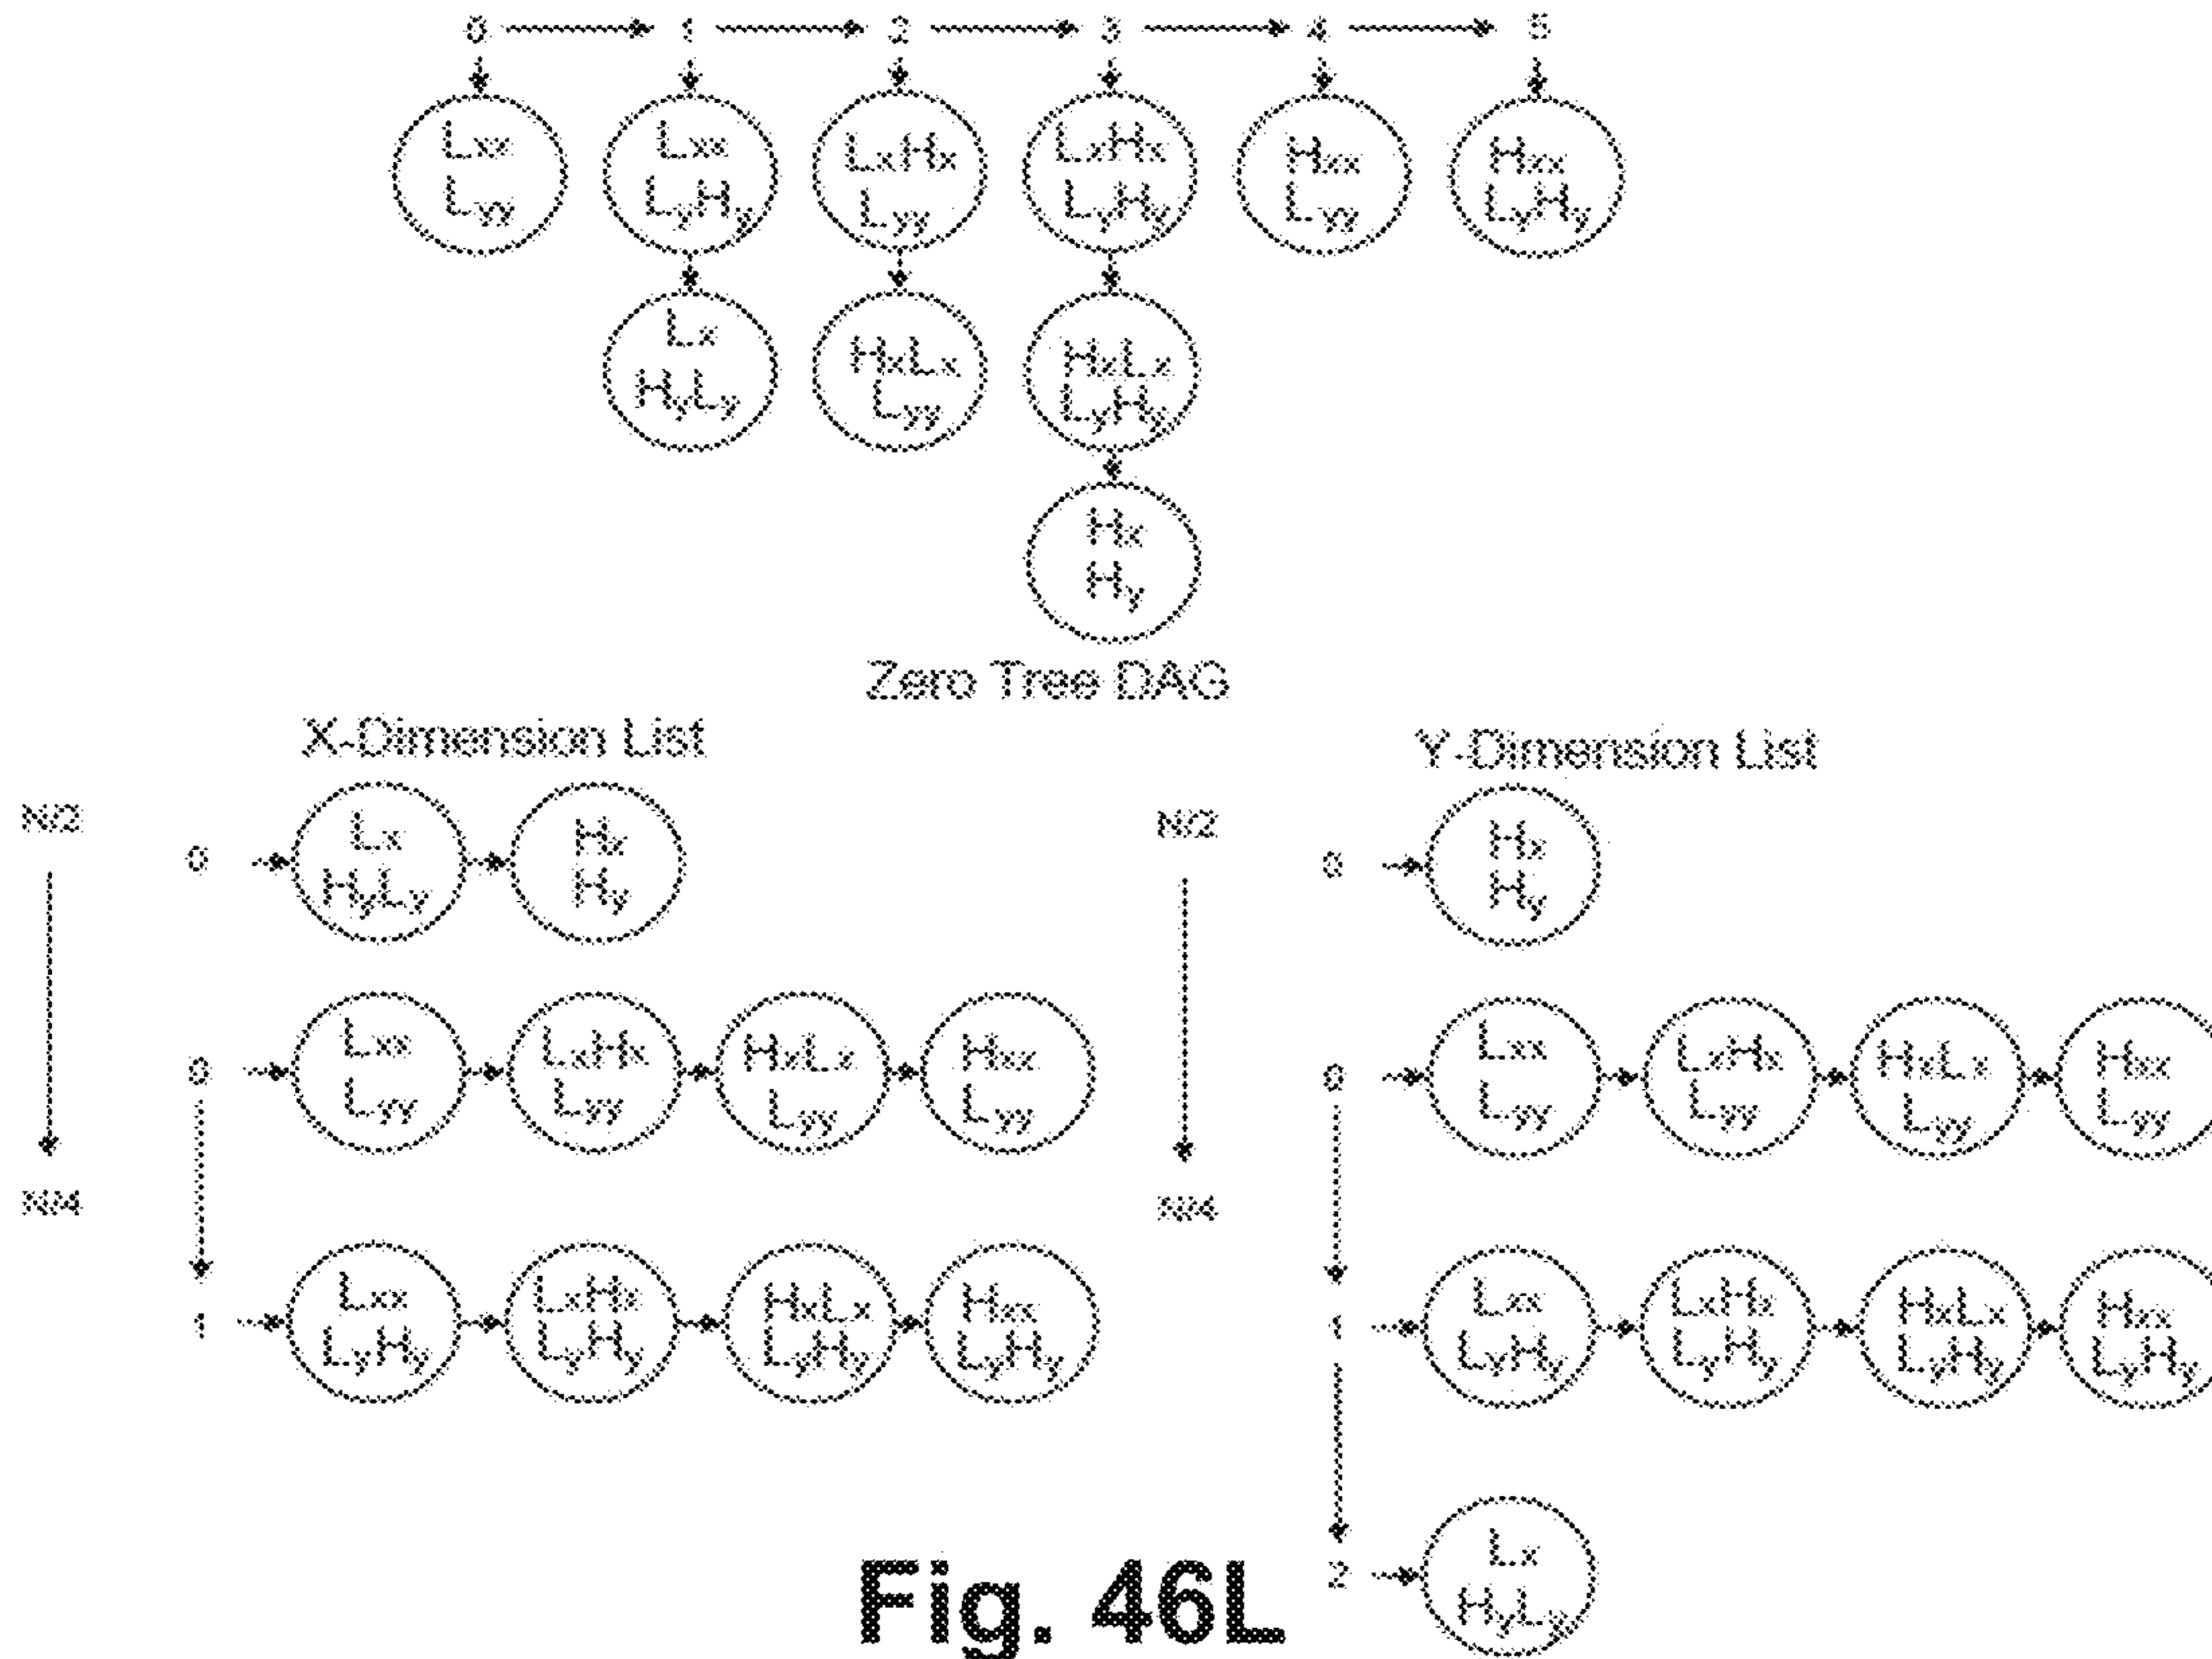 0 1 2 3 4 5
Lxx Lxx LxHx LxHx Hxx Hxx
Lyy LyHy Lyy LyHy Lyy LyHy
Lx HxLx HxLx
HyLy Lyy LyHy
Hx
Hy
Zero Tree DAG
X-Dimension List
N/2
0
Lx Hx
HyLy Hy
0
Lxx LxHx HxLx Hxx
Lyy Lyy Lyy Lyy
N/4
1
Lxx LxHx HxLx Hxx
LyHy LyHy LyHy LyHy
Y-Dimension List
N/2
0
Hx
Hy
0
Lxx LxHx HxLx Hxx
Lyy Lyy Lyy Lyy
N/4
1
Lxx LxHx HxLx Hxx
LyHy LyHy LyHy LyHy
2
Lx
HyLy
Fig. 46L